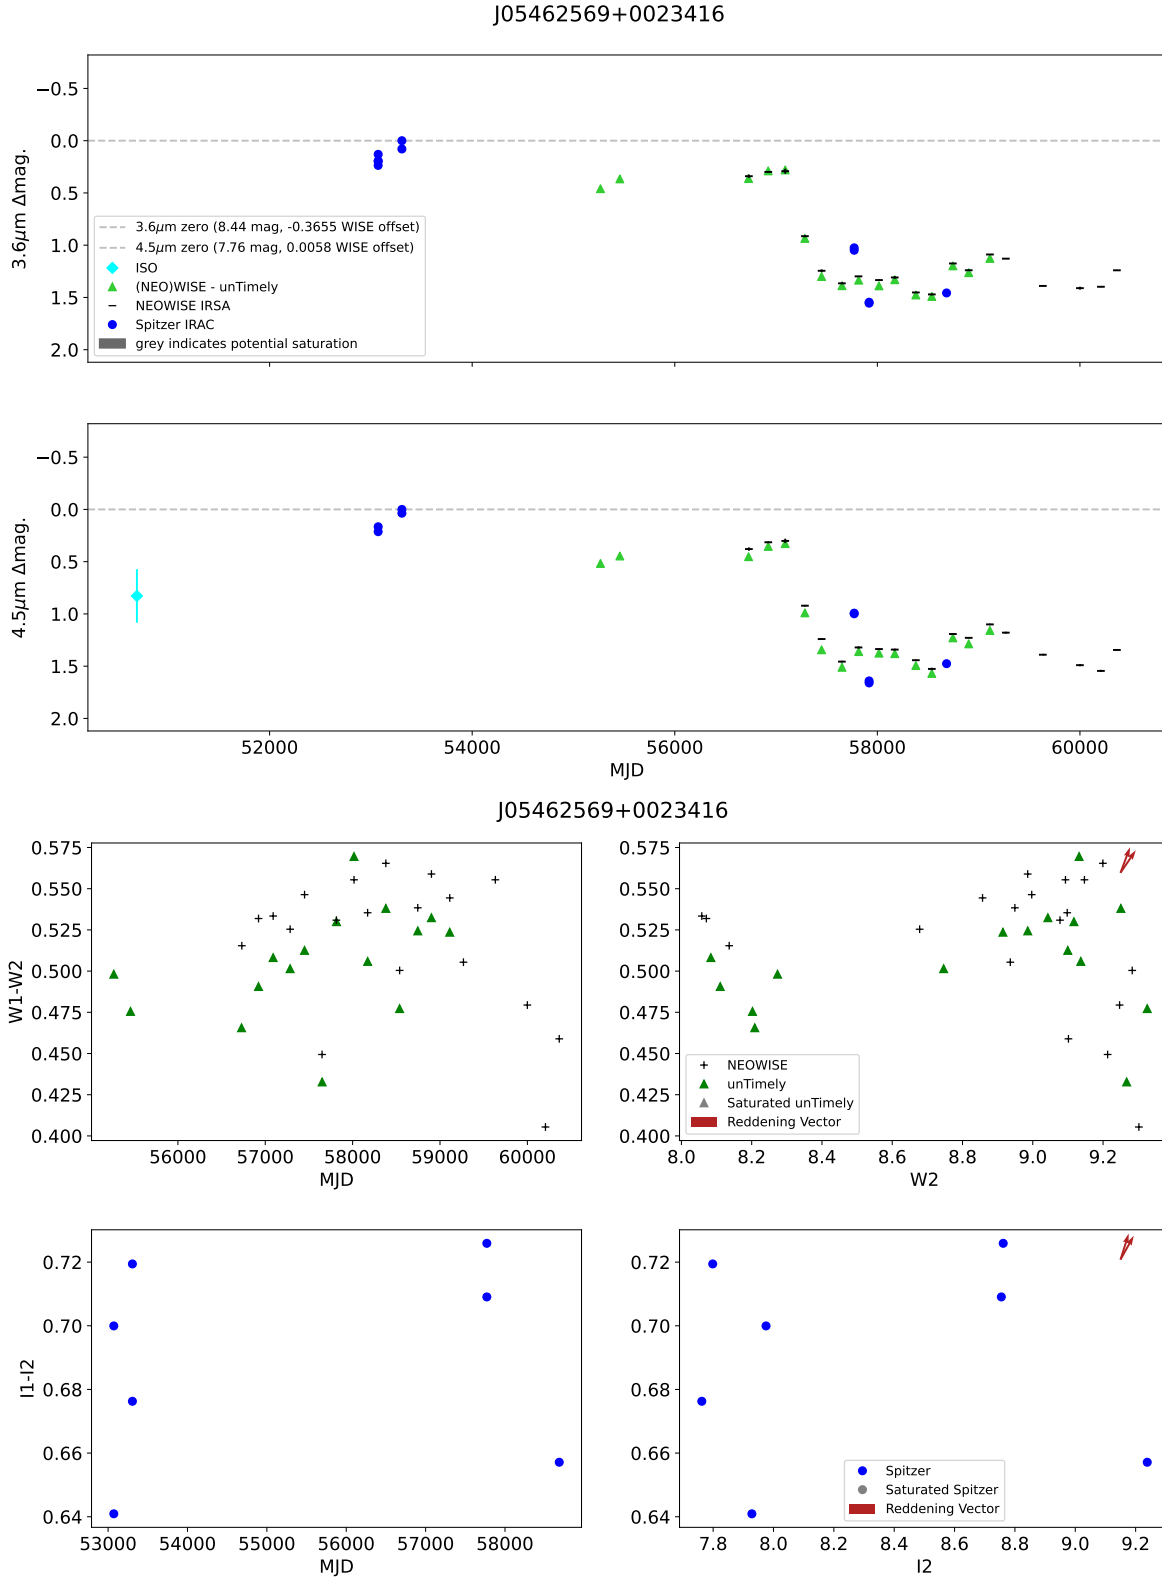 J05462569+0023416
−0.5
0.0
0.5
1.0
1.5
2.0
3.6μm Δmag.
3.6μm zero (8.44 mag, -0.3655 WISE offset)
4.5μm zero (7.76 mag, 0.0058 WISE offset)
ISO
(NEO)WISE - unTimely
NEOWISE IRSA
Spitzer IRAC
grey indicates potential saturation
−0.5
0.0
0.5
1.0
1.5
2.0
4.5μm Δmag.
52000 54000 56000 58000 60000
MJD
J05462569+0023416
0.575
0.550
0.525
0.500
0.475
0.450
0.425
0.400
W1-W2
56000 57000 58000 59000 60000
MJD
0.575
0.550
0.525
0.500
0.475
0.450
0.425
0.400
NEOWISE
unTimely
Saturated unTimely
Reddening Vector
8.0 8.2 8.4 8.6 8.8 9.0 9.2
W2
0.72
0.70
0.68
0.66
0.64
I1-I2
53000 54000 55000 56000 57000 58000
MJD
0.72
0.70
0.68
0.66
0.64
Spitzer
Saturated Spitzer
Reddening Vector
7.8 8.0 8.2 8.4 8.6 8.8 9.0 9.2
I2